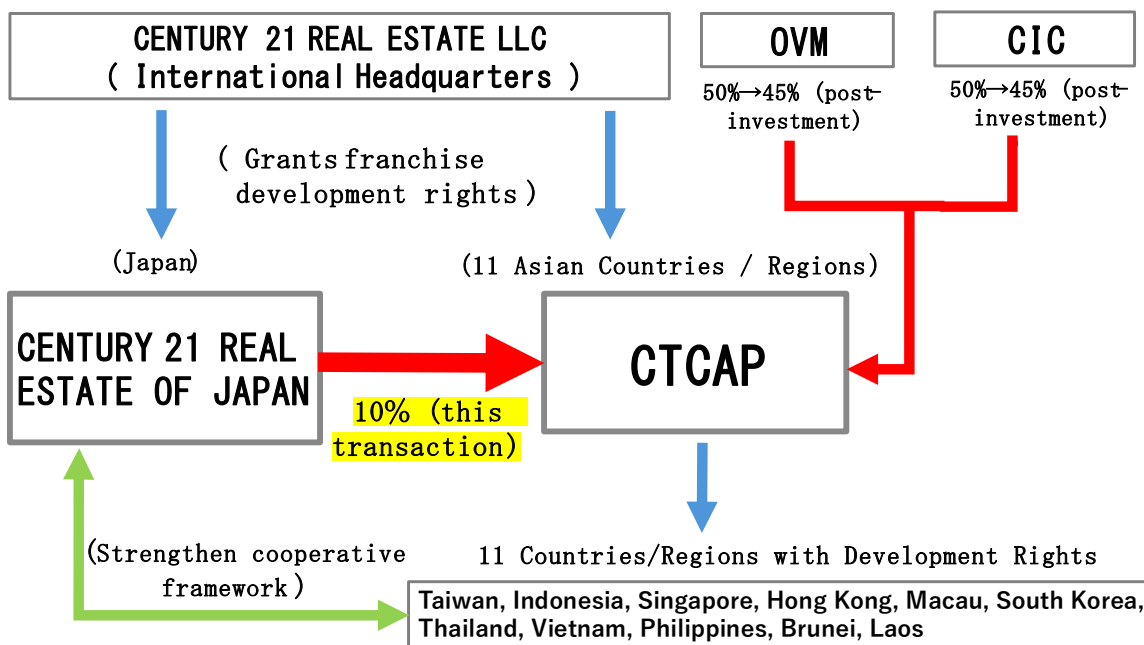 CENTURY 21 REAL ESTATE LLC
( International Headquarters )
OVM
CIC
50%→45% (post-
investment)
50%→45% (post-
investment)
( Grants franchise
development rights )
(Japan)
(11 Asian Countries / Regions)
CENTURY 21 REAL
ESTATE OF JAPAN
CTCAP
10% (this
transaction)
(Strengthen cooperative
framework)
11 Countries/Regions with Development Rights
Taiwan, Indonesia, Singapore, Hong Kong, Macau, South Korea,
Thailand, Vietnam, Philippines, Brunei, Laos